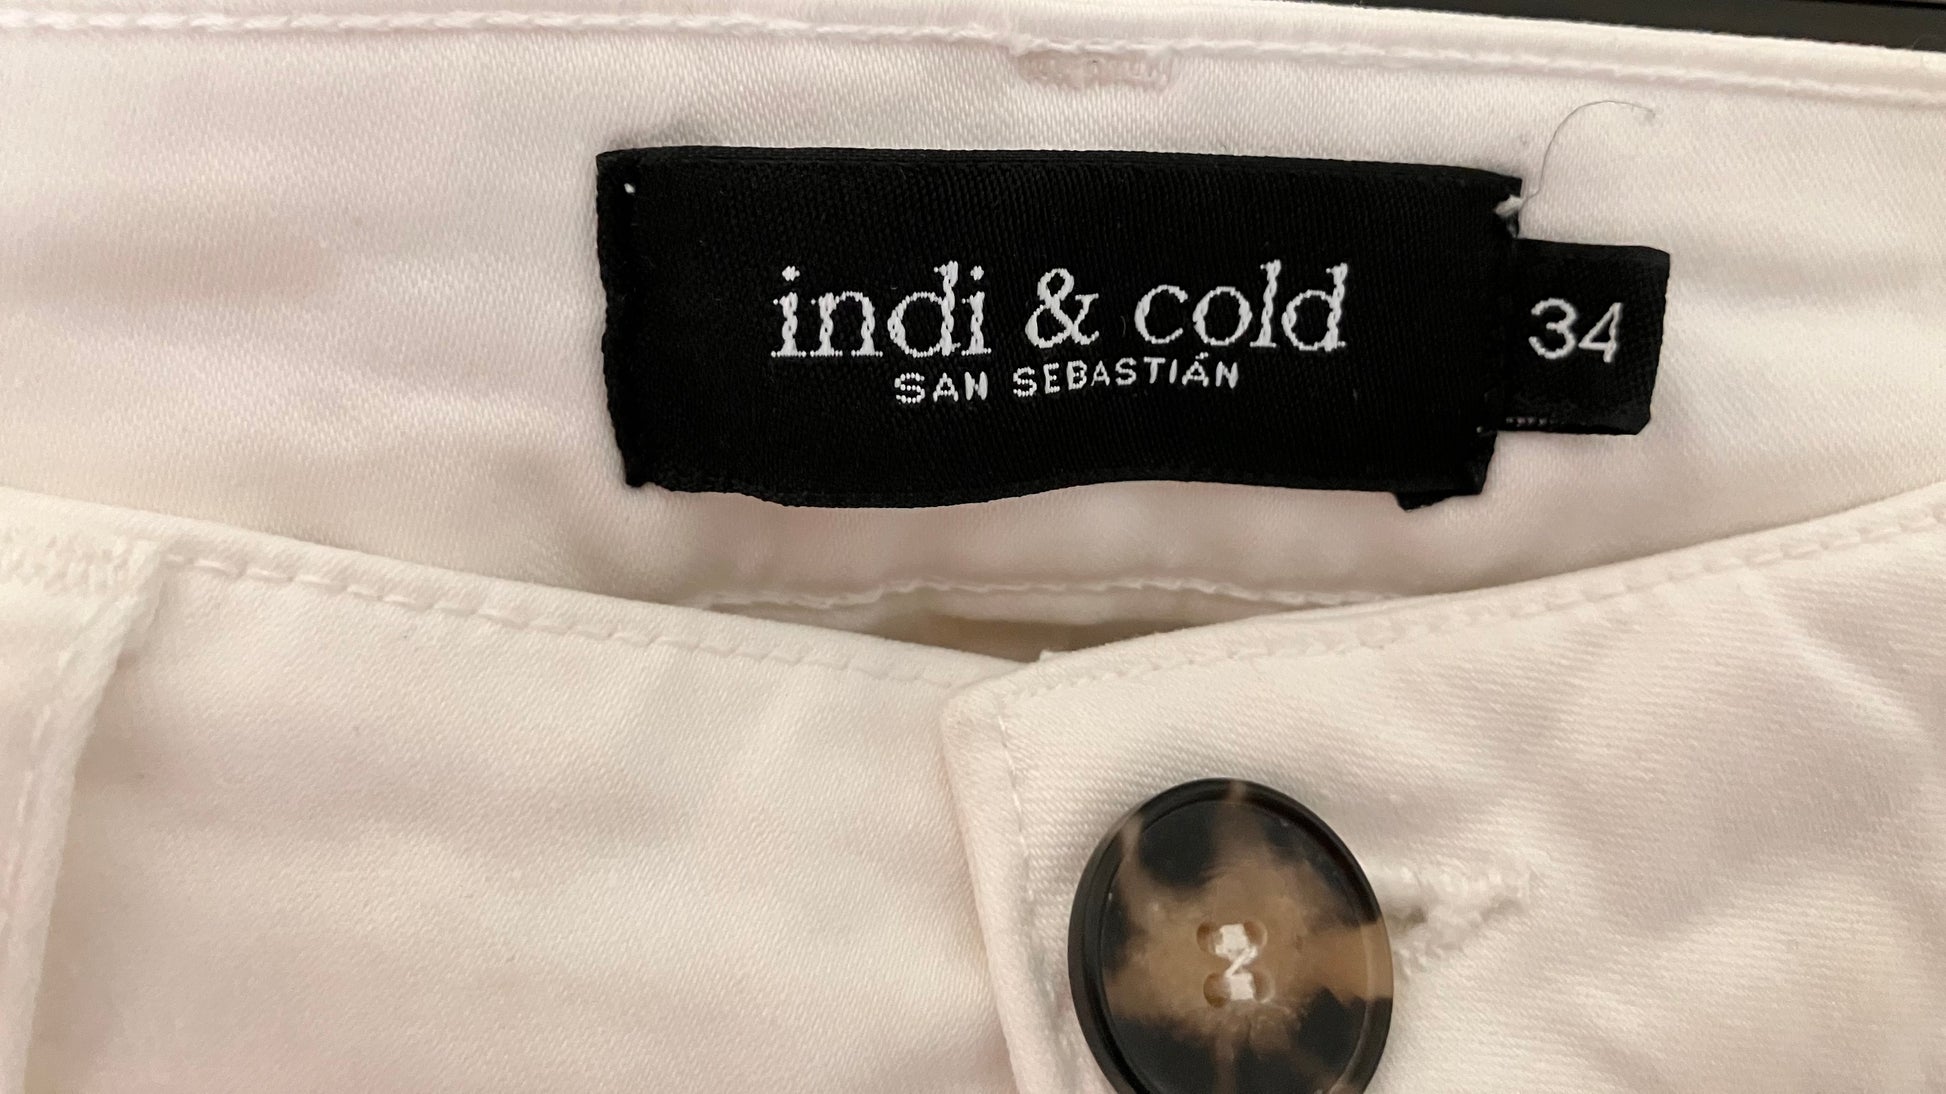 indi & cold
SAN SEBASTIÁN
34